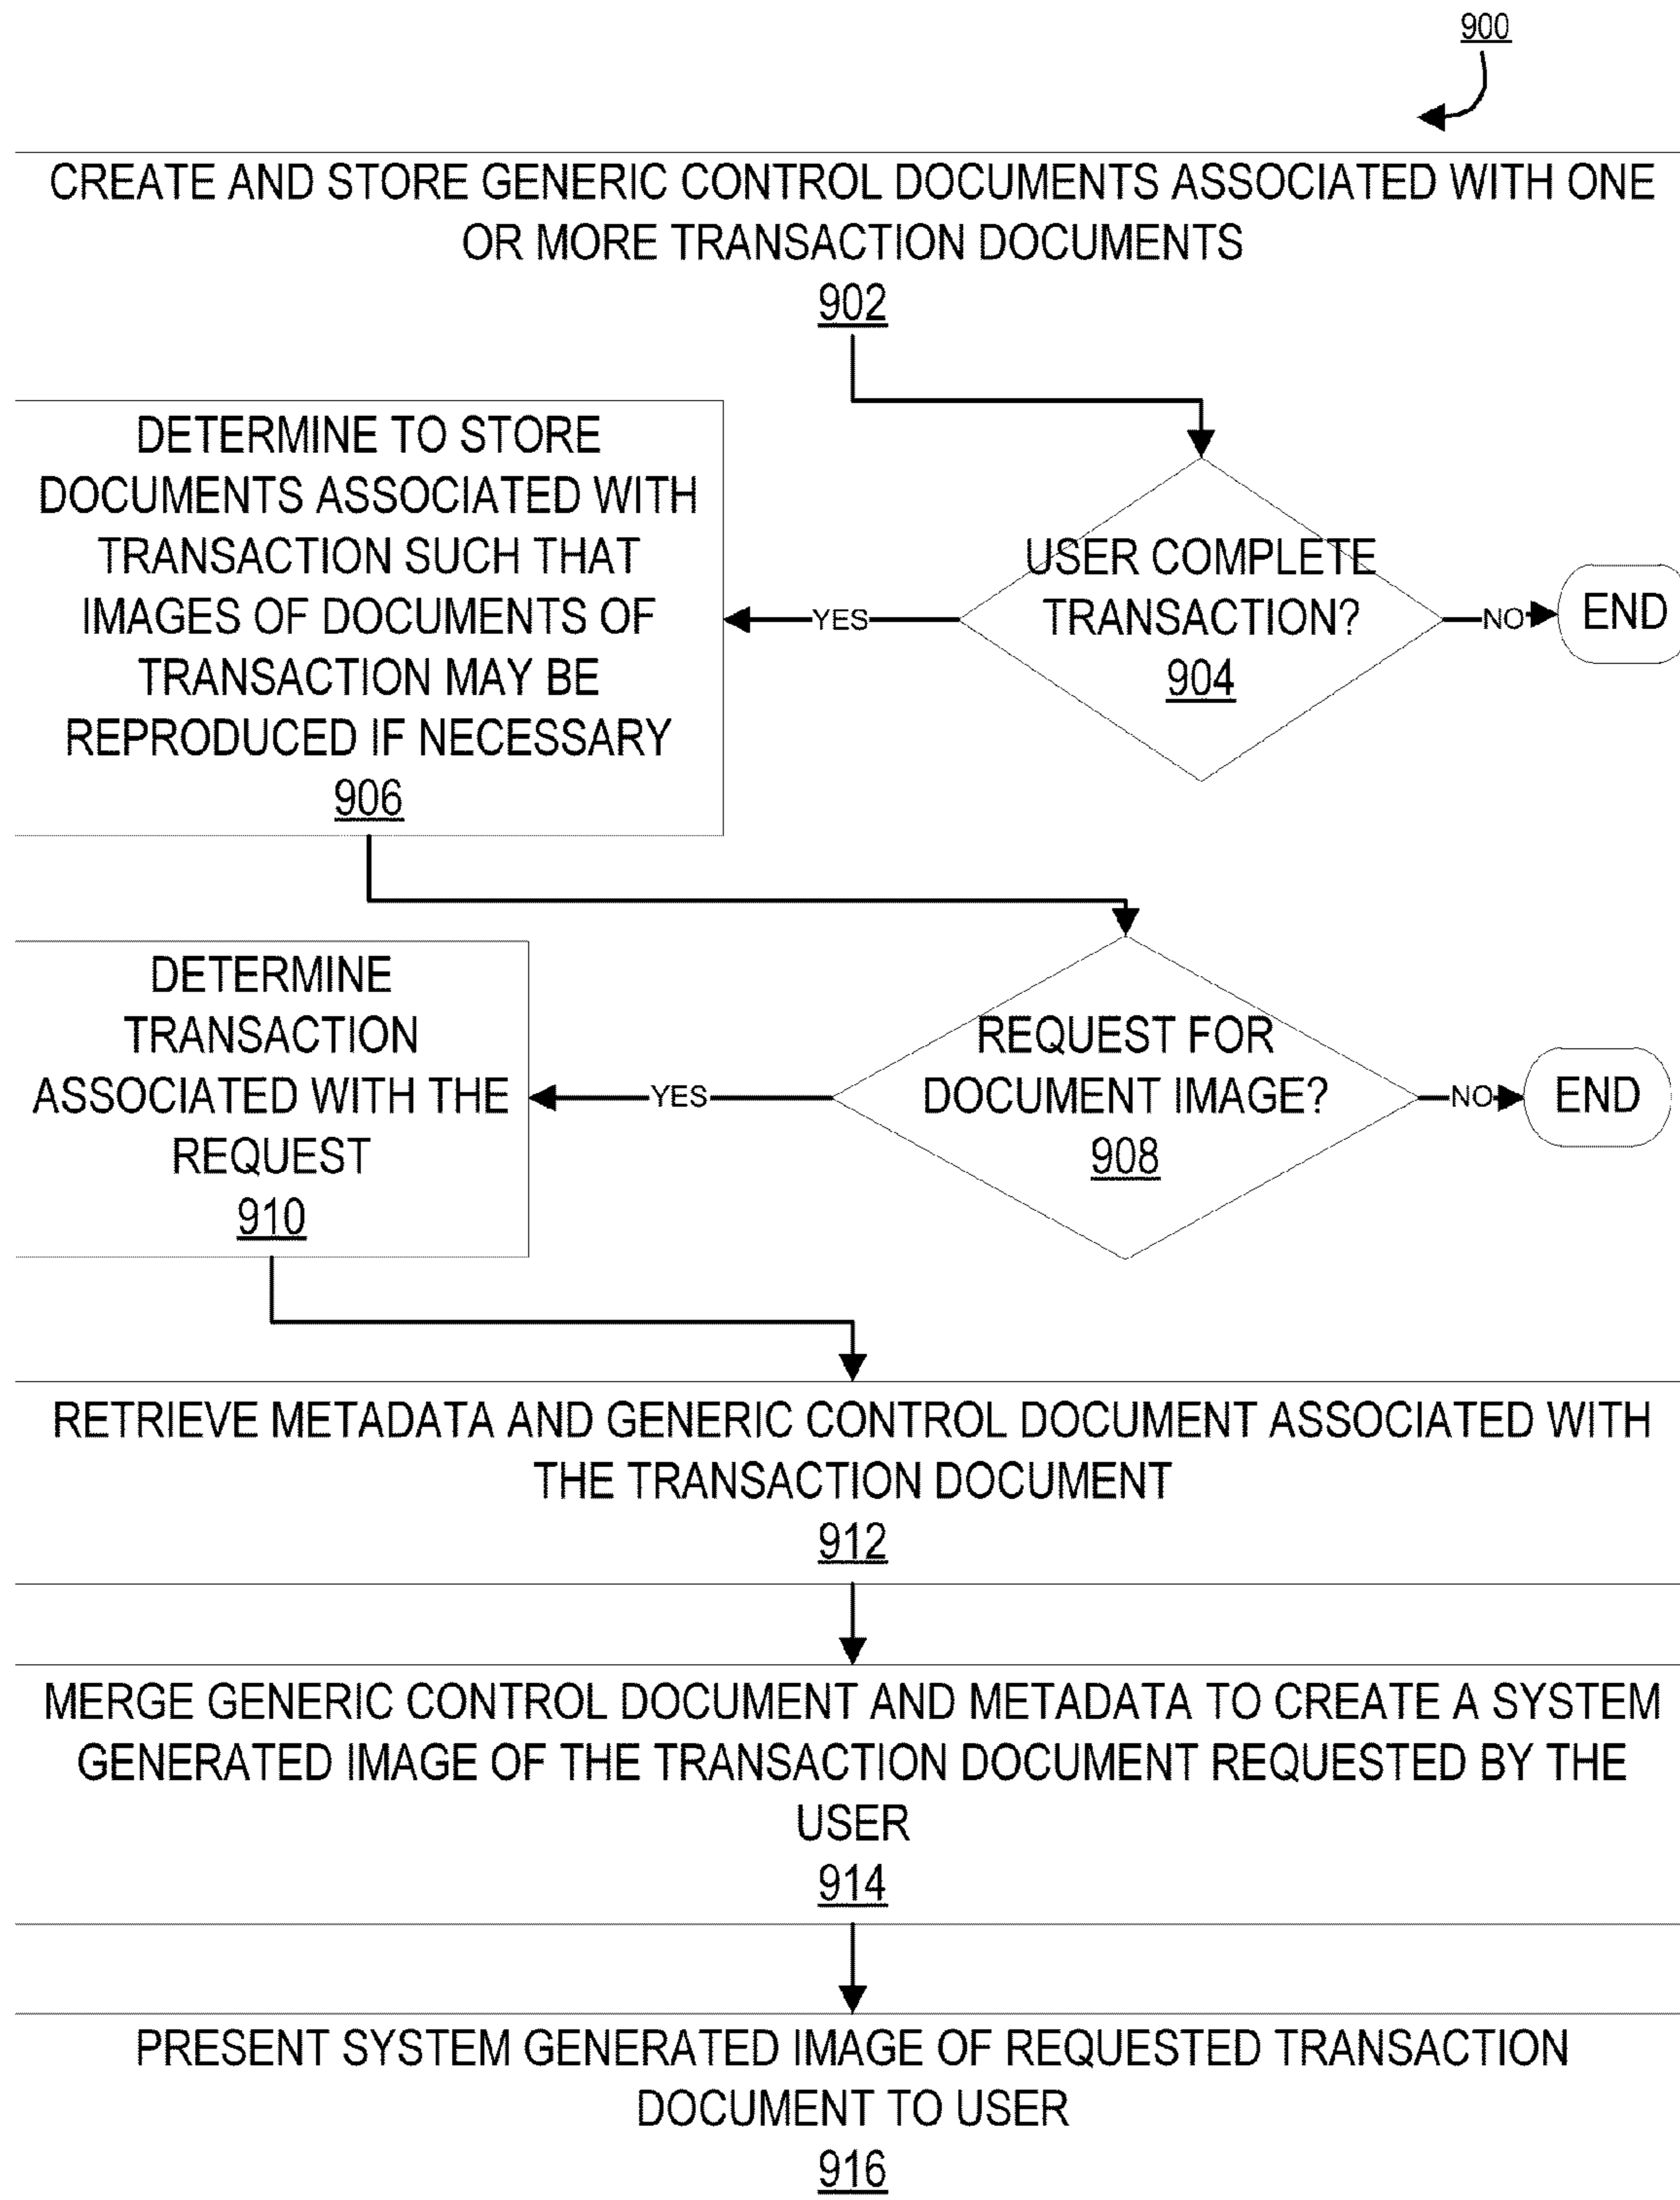 900
CREATE AND STORE GENERIC CONTROL DOCUMENTS ASSOCIATED WITH ONE
OR MORE TRANSACTION DOCUMENTS
902
DETERMINE TO STORE
DOCUMENTS ASSOCIATED WITH
TRANSACTION SUCH THAT
IMAGES OF DOCUMENTS OF
TRANSACTION MAY BE
REPRODUCED IF NECESSARY
906
YES
USER COMPLETE
TRANSACTION?
904
NO
END
DETERMINE
TRANSACTION
ASSOCIATED WITH THE
REQUEST
910
YES
REQUEST FOR
DOCUMENT IMAGE?
908
NO
END
RETRIEVE METADATA AND GENERIC CONTROL DOCUMENT ASSOCIATED WITH
THE TRANSACTION DOCUMENT
912
MERGE GENERIC CONTROL DOCUMENT AND METADATA TO CREATE A SYSTEM
GENERATED IMAGE OF THE TRANSACTION DOCUMENT REQUESTED BY THE
USER
914
PRESENT SYSTEM GENERATED IMAGE OF REQUESTED TRANSACTION
DOCUMENT TO USER
916